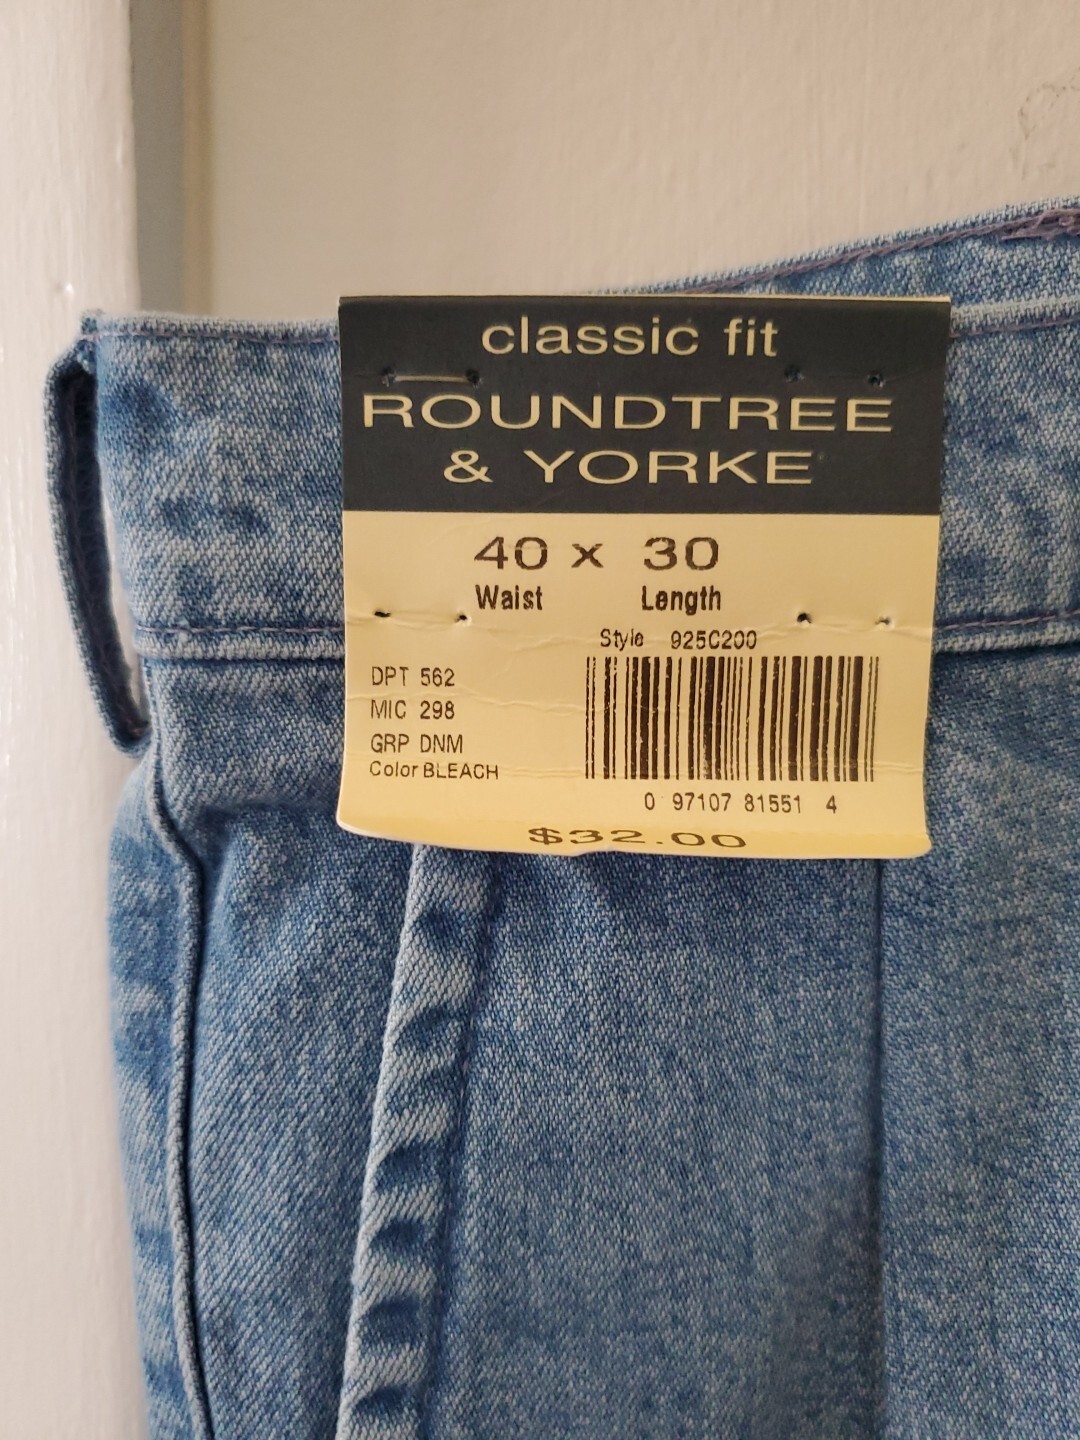 classic fit
ROUNDTREE
& YORKE
40 x 30
Waist Length
Style 925C200
DPT 562
MIC 298
GRP DNM
Color BLEACH
0 97107 81551 4
$32.00